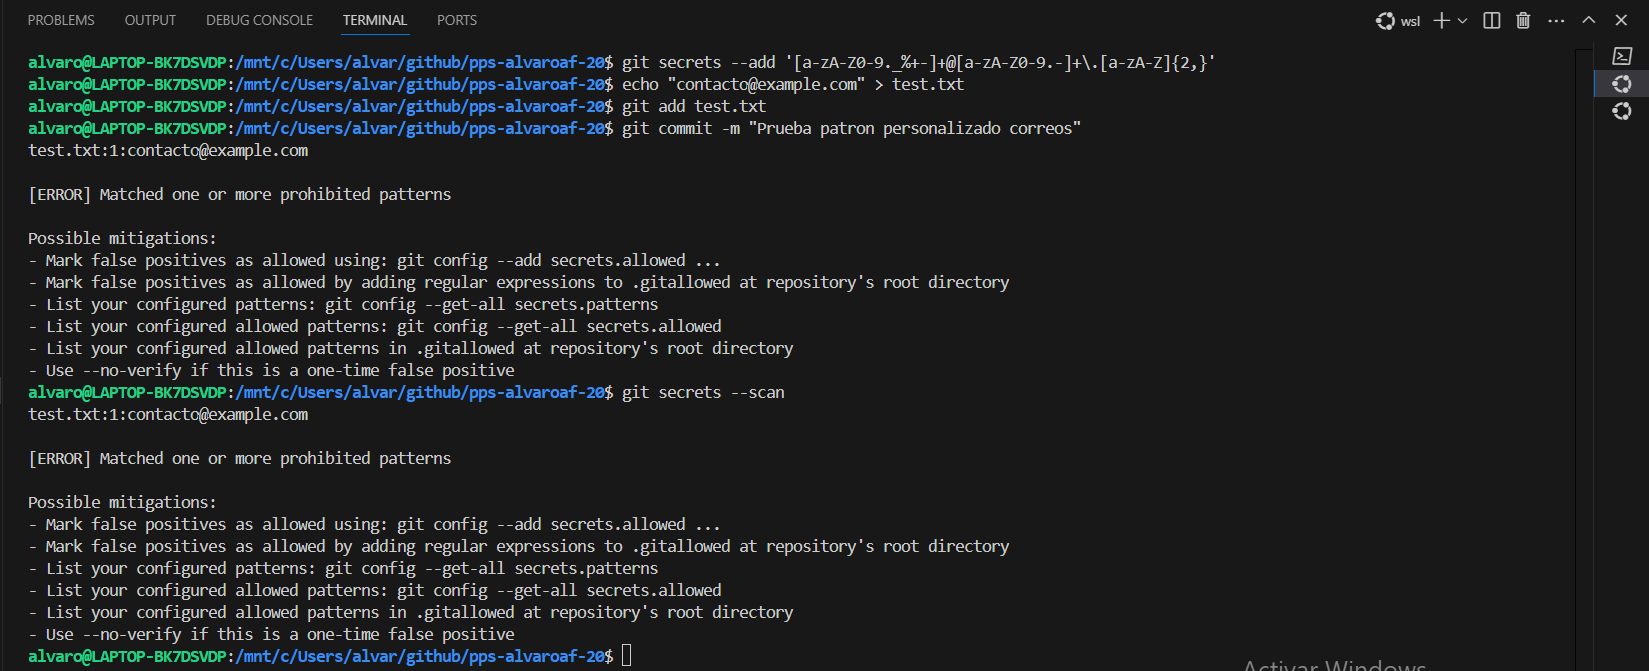 PROBLEMS OUTPUT DEBUG CONSOLE TERMINAL PORTS wsl
alvaro@LAPTOP-BK7DSVDP:/mnt/c/Users/alvar/github/pps-alvaroaf-20$ git secrets --add '[a-zA-Z0-9._%+-]+@[a-zA-Z0-9.-]+\.[a-zA-Z]{2,}'
alvaro@LAPTOP-BK7DSVDP:/mnt/c/Users/alvar/github/pps-alvaroaf-20$ echo "contacto@example.com" > test.txt
alvaro@LAPTOP-BK7DSVDP:/mnt/c/Users/alvar/github/pps-alvaroaf-20$ git add test.txt
alvaro@LAPTOP-BK7DSVDP:/mnt/c/Users/alvar/github/pps-alvaroaf-20$ git commit -m "Prueba patron personalizado correos"
test.txt:1:contacto@example.com
[ERROR] Matched one or more prohibited patterns
Possible mitigations:
- Mark false positives as allowed using: git config --add secrets.allowed ...
- Mark false positives as allowed by adding regular expressions to .gitallowed at repository's root directory
- List your configured patterns: git config --get-all secrets.patterns
- List your configured allowed patterns: git config --get-all secrets.allowed
- List your configured allowed patterns in .gitallowed at repository's root directory
- Use --no-verify if this is a one-time false positive
alvaro@LAPTOP-BK7DSVDP:/mnt/c/Users/alvar/github/pps-alvaroaf-20$ git secrets --scan
test.txt:1:contacto@example.com
[ERROR] Matched one or more prohibited patterns
Possible mitigations:
- Mark false positives as allowed using: git config --add secrets.allowed ...
- Mark false positives as allowed by adding regular expressions to .gitallowed at repository's root directory
- List your configured patterns: git config --get-all secrets.patterns
- List your configured allowed patterns: git config --get-all secrets.allowed
- List your configured allowed patterns in .gitallowed at repository's root directory
- Use --no-verify if this is a one-time false positive
alvaro@LAPTOP-BK7DSVDP:/mnt/c/Users/alvar/github/pps-alvaroaf-20$
Activar Windows